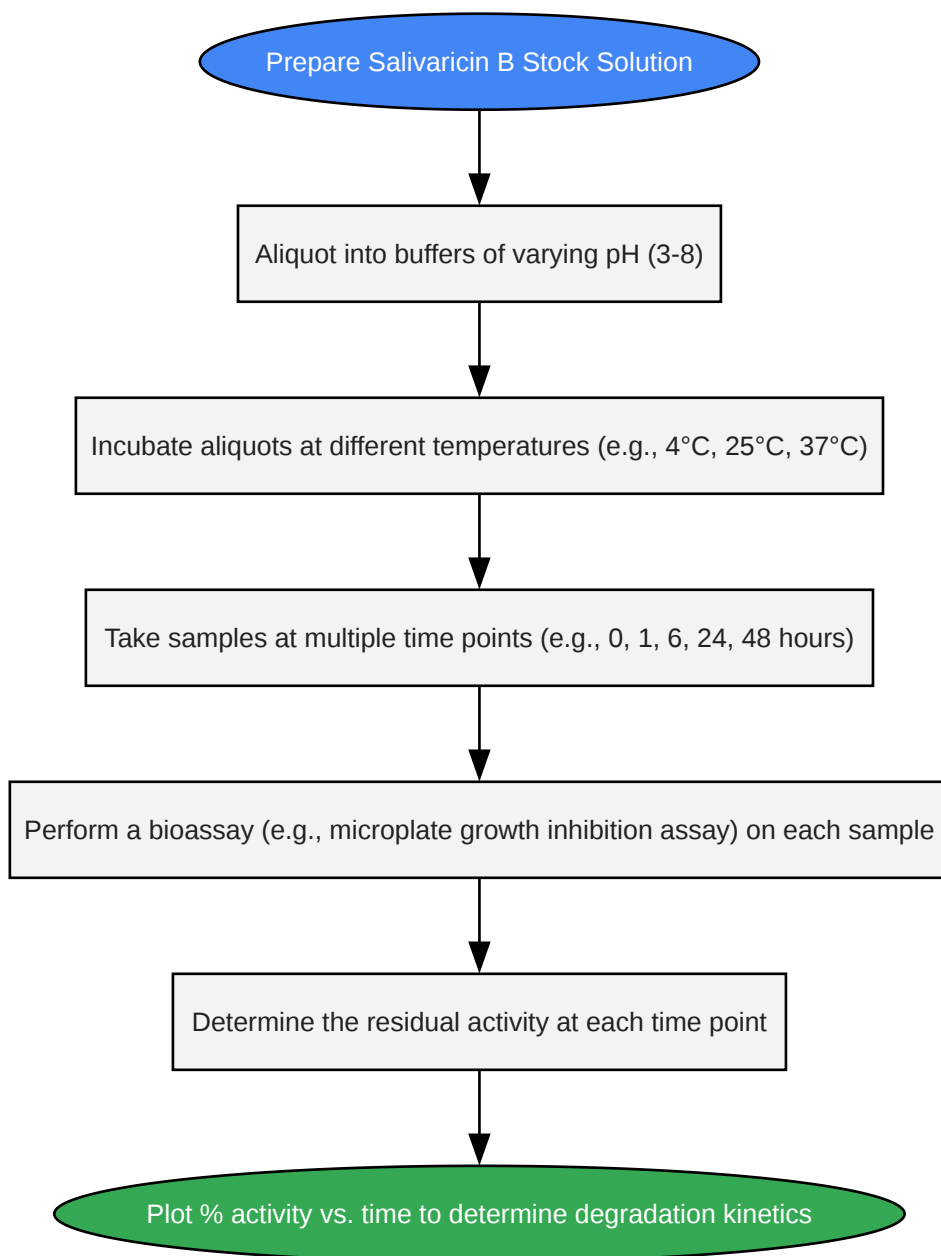 Prepare Salivaricin B Stock Solution
Aliquot into buffers of varying pH (3-8)
Incubate aliquots at different temperatures (e.g., 4°C, 25°C, 37°C)
Take samples at multiple time points (e.g., 0, 1, 6, 24, 48 hours)
Perform a bioassay (e.g., microplate growth inhibition assay) on each sample
Determine the residual activity at each time point
Plot % activity vs. time to determine degradation kinetics